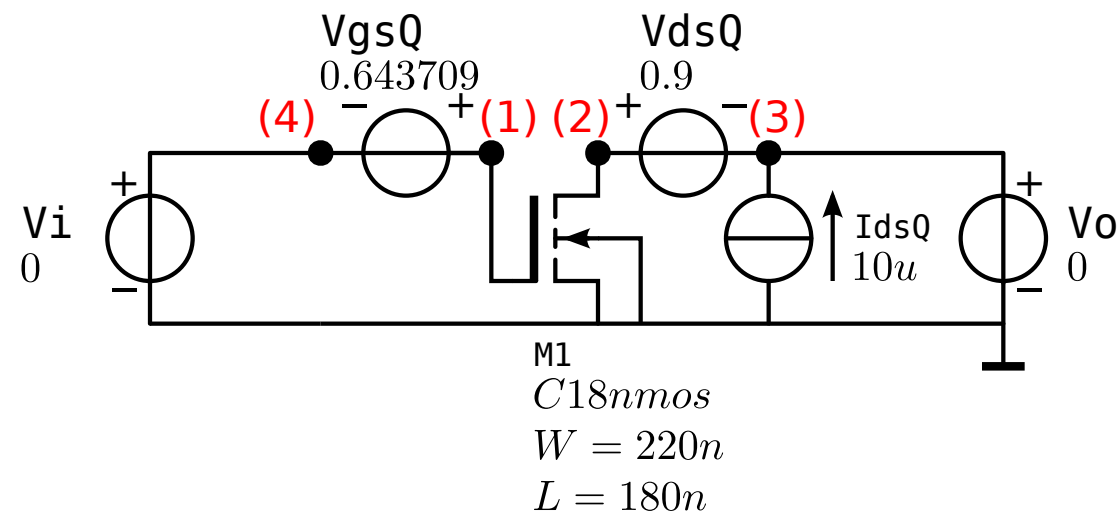 VgsQ
0.643709
VdsQ
0.9
− +
+ −
(4)
(1)
(2)
(3)
+
Vi
0
−
IdsQ
10u
+
Vo
0
−
M1
C18nmos
W = 220n
L = 180n